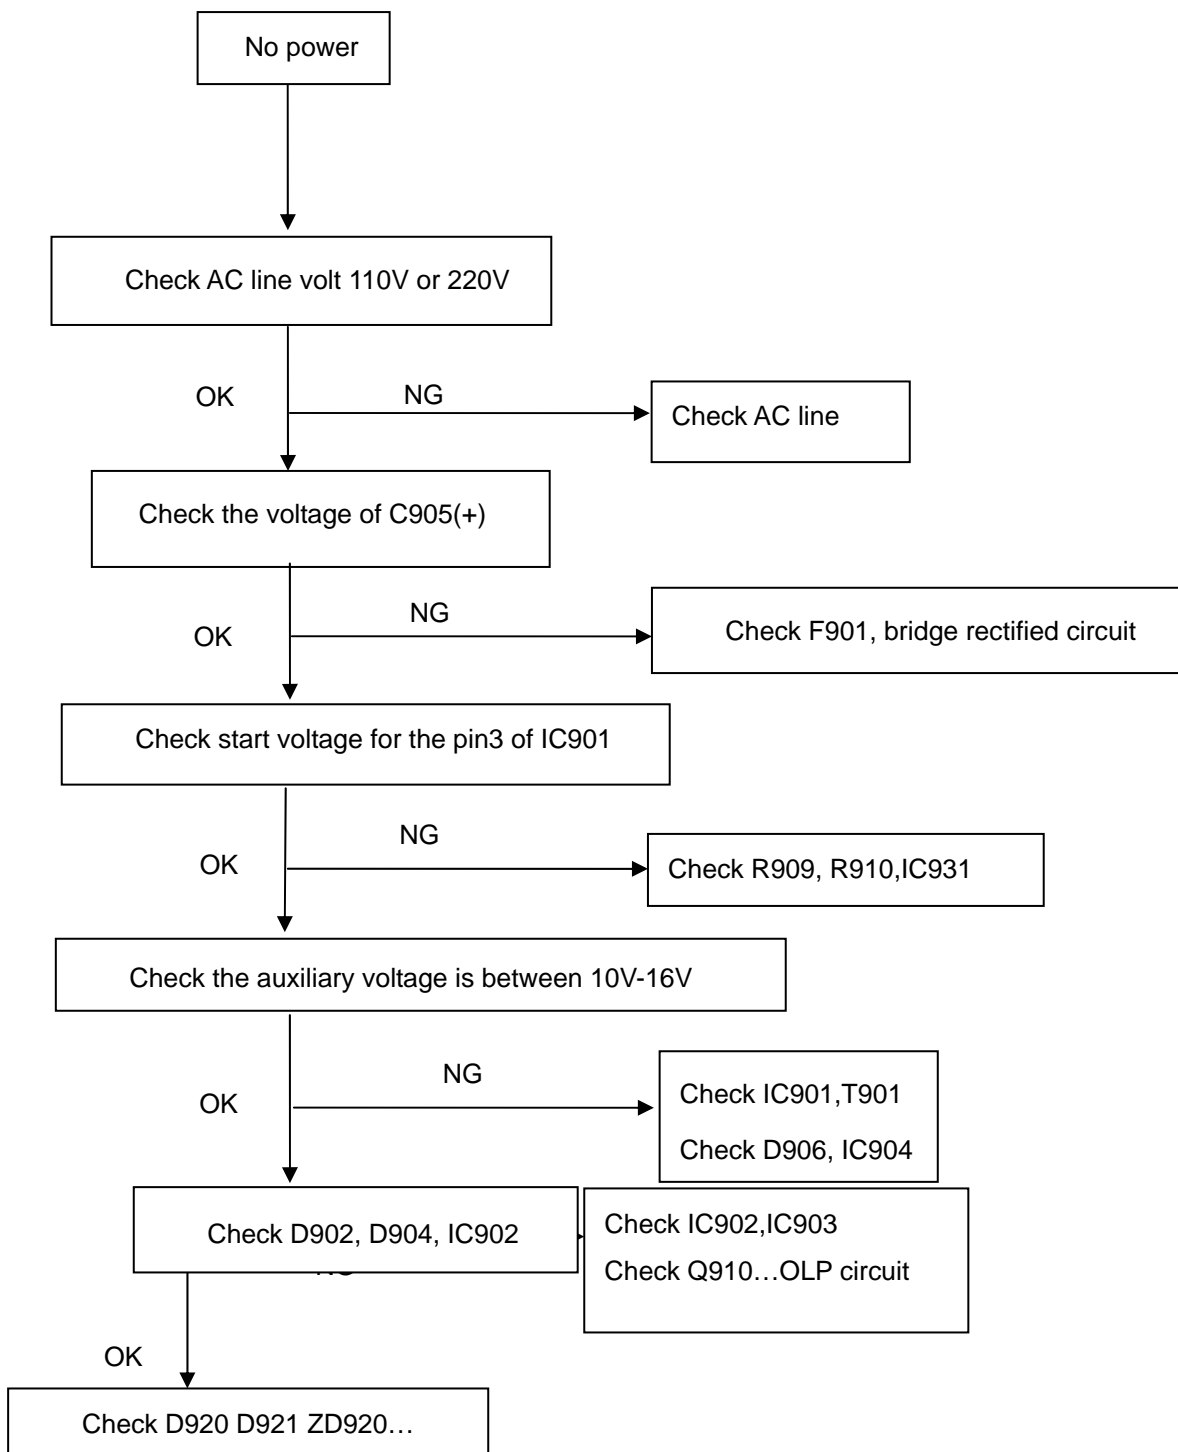 No power
Check AC line volt 110V or 220V
OK
NG
Check AC line
Check the voltage of C905(+)
OK
NG
Check F901, bridge rectified circuit
Check start voltage for the pin3 of IC901
OK
NG
Check R909, R910,IC931
Check the auxiliary voltage is between 10V-16V
OK
NG
Check IC901,T901
Check D906, IC904
Check D902, D904, IC902
Check IC902,IC903
Check Q910…OLP circuit
OK
Check D920 D921 ZD920…